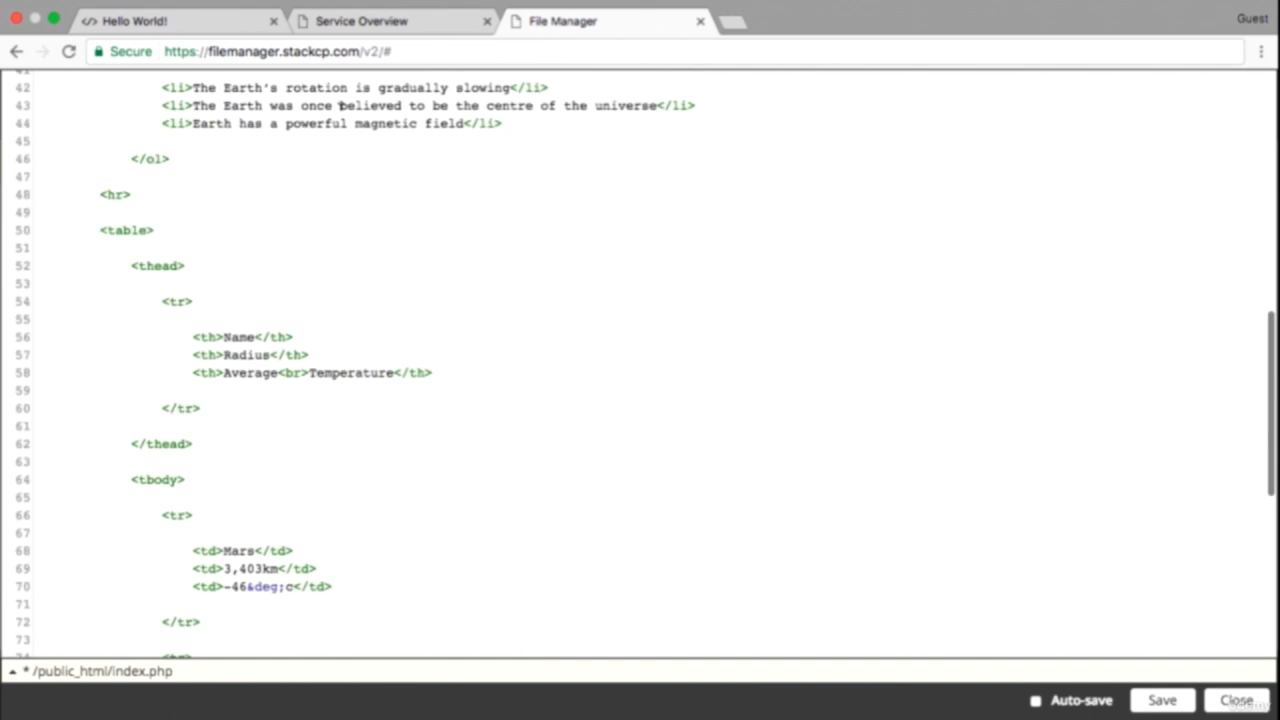 </> Hello World!
Service Overview
File Manager
Guest
Secure https://filemanager.stackcp.com/v2/#
41
42 <li>The Earth's rotation is gradually slowing</li>
43 <li>The Earth was once believed to be the centre of the universe</li>
44 <li>Earth has a powerful magnetic field</li>
45
46 </ol>
47
48 <hr>
49
50 <table>
51
52 <thead>
53
54 <tr>
55
56 <th>Name</th>
57 <th>Radius</th>
58 <th>Average<br>Temperature</th>
59
60 </tr>
61
62 </thead>
63
64 <tbody>
65
66 <tr>
67
68 <td>Mars</td>
69 <td>3,403km</td>
70 <td>-46&deg;c</td>
71
72 </tr>
73
74 <tr>
* /public_html/index.php
Auto-save
Save
Close